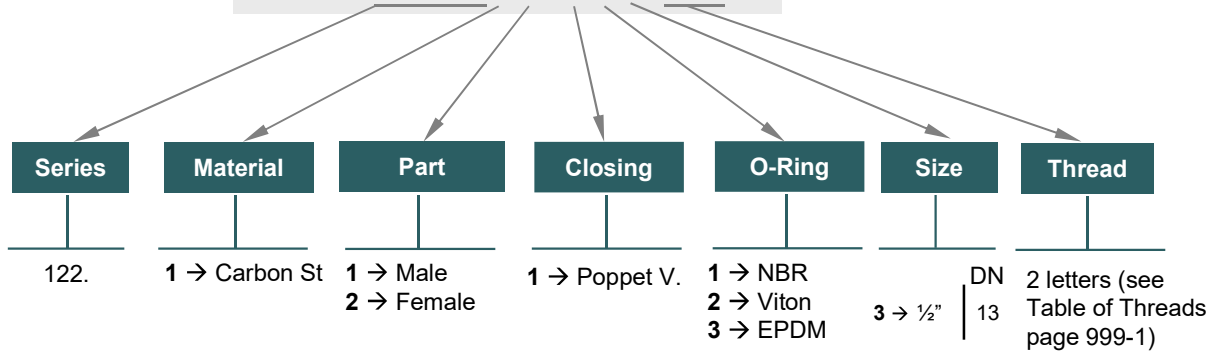 Series Material Part Closing O-Ring Size Thread
122.
1 → Carbon St
1 → Male
2 → Female
1 → Poppet V.
1 → NBR
2 → Viton
3 → EPDM
DN
3 → ½” 13
2 letters (see
Table of Threads
page 999-1)